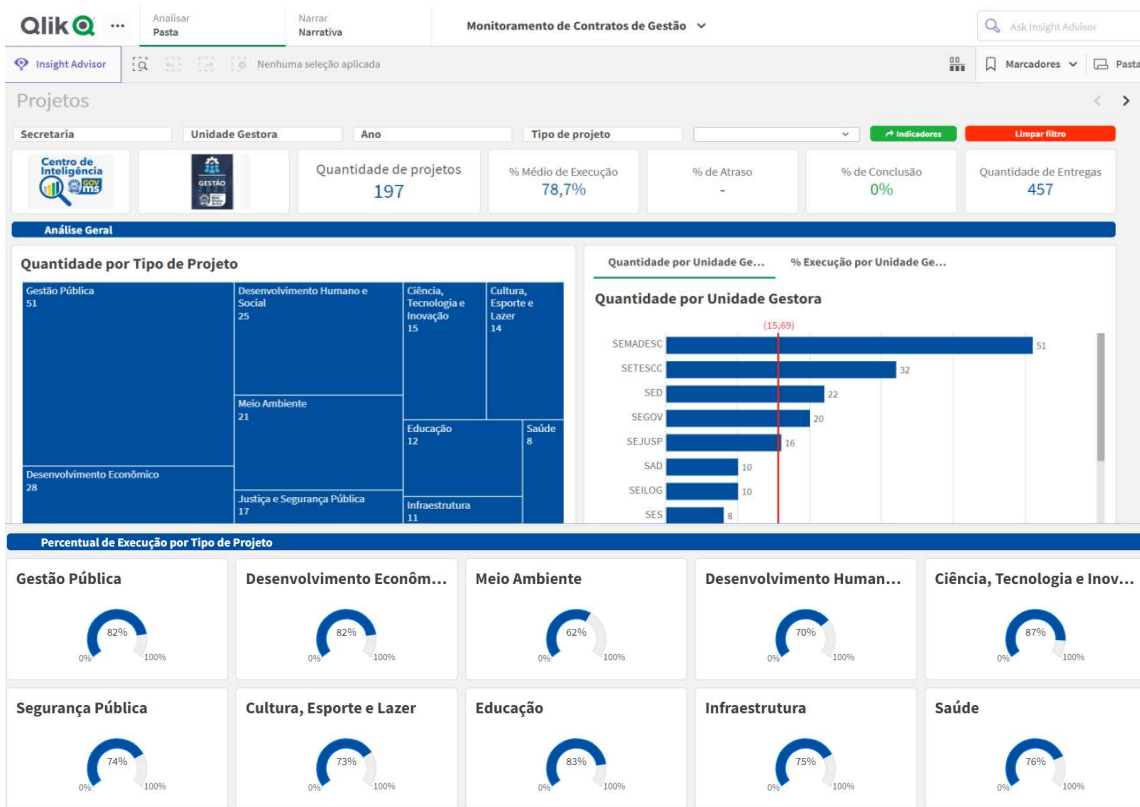 Qlik
Analisar
Pasta
Narrar
Narrativa
Monitoramento de Contratos de Gestão
Ask Insight Advisor
Insight Advisor
Nenhuma seleção aplicada
Marcadores
Pasta
Projetos
Secretaria
Unidade Gestora
Ano
Tipo de projeto
Indicadores
Limpar filtro
Centro de
Inteligência
GOV
MS
GESTÃO
Quantidade de projetos
197
% Médio de Execução
78,7%
% de Atraso
-
% de Conclusão
0%
Quantidade de Entregas
457
Análise Geral
Quantidade por Tipo de Projeto
Gestão Pública
51
Desenvolvimento Econômico
28
Desenvolvimento Humano e
Social
25
Meio Ambiente
21
Justiça e Segurança Pública
17
Ciência,
Tecnologia e
Inovação
15
Cultura,
Esporte e
Lazer
14
Educação
12
Saúde
8
Infraestrutura
11
Quantidade por Unidade Ge...
% Execução por Unidade Ge...
Quantidade por Unidade Gestora
(15,69)
SEMADESC 51
SETESCC 32
SED 22
SEGOV 20
SEJUSP 16
SAD 10
SEILOG 10
SES 8
Percentual de Execução por Tipo de Projeto
Gestão Pública
82%
0% 100%
Desenvolvimento Econôm...
82%
0% 100%
Meio Ambiente
62%
0% 100%
Desenvolvimento Human...
70%
0% 100%
Ciência, Tecnologia e Inov...
87%
0% 100%
Segurança Pública
74%
0% 100%
Cultura, Esporte e Lazer
73%
0% 100%
Educação
83%
0% 100%
Infraestrutura
75%
0% 100%
Saúde
76%
0% 100%